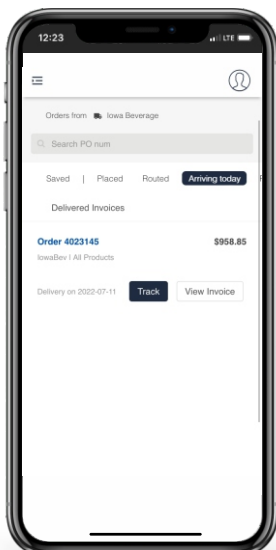 12:23 LTE
Orders from Iowa Beverage
Search PO num
Saved | Placed Routed Arriving today
Delivered Invoices
Order 4023145 $958.85
IowaBev I All Products
Delivery on 2022-07-11 Track View Invoice